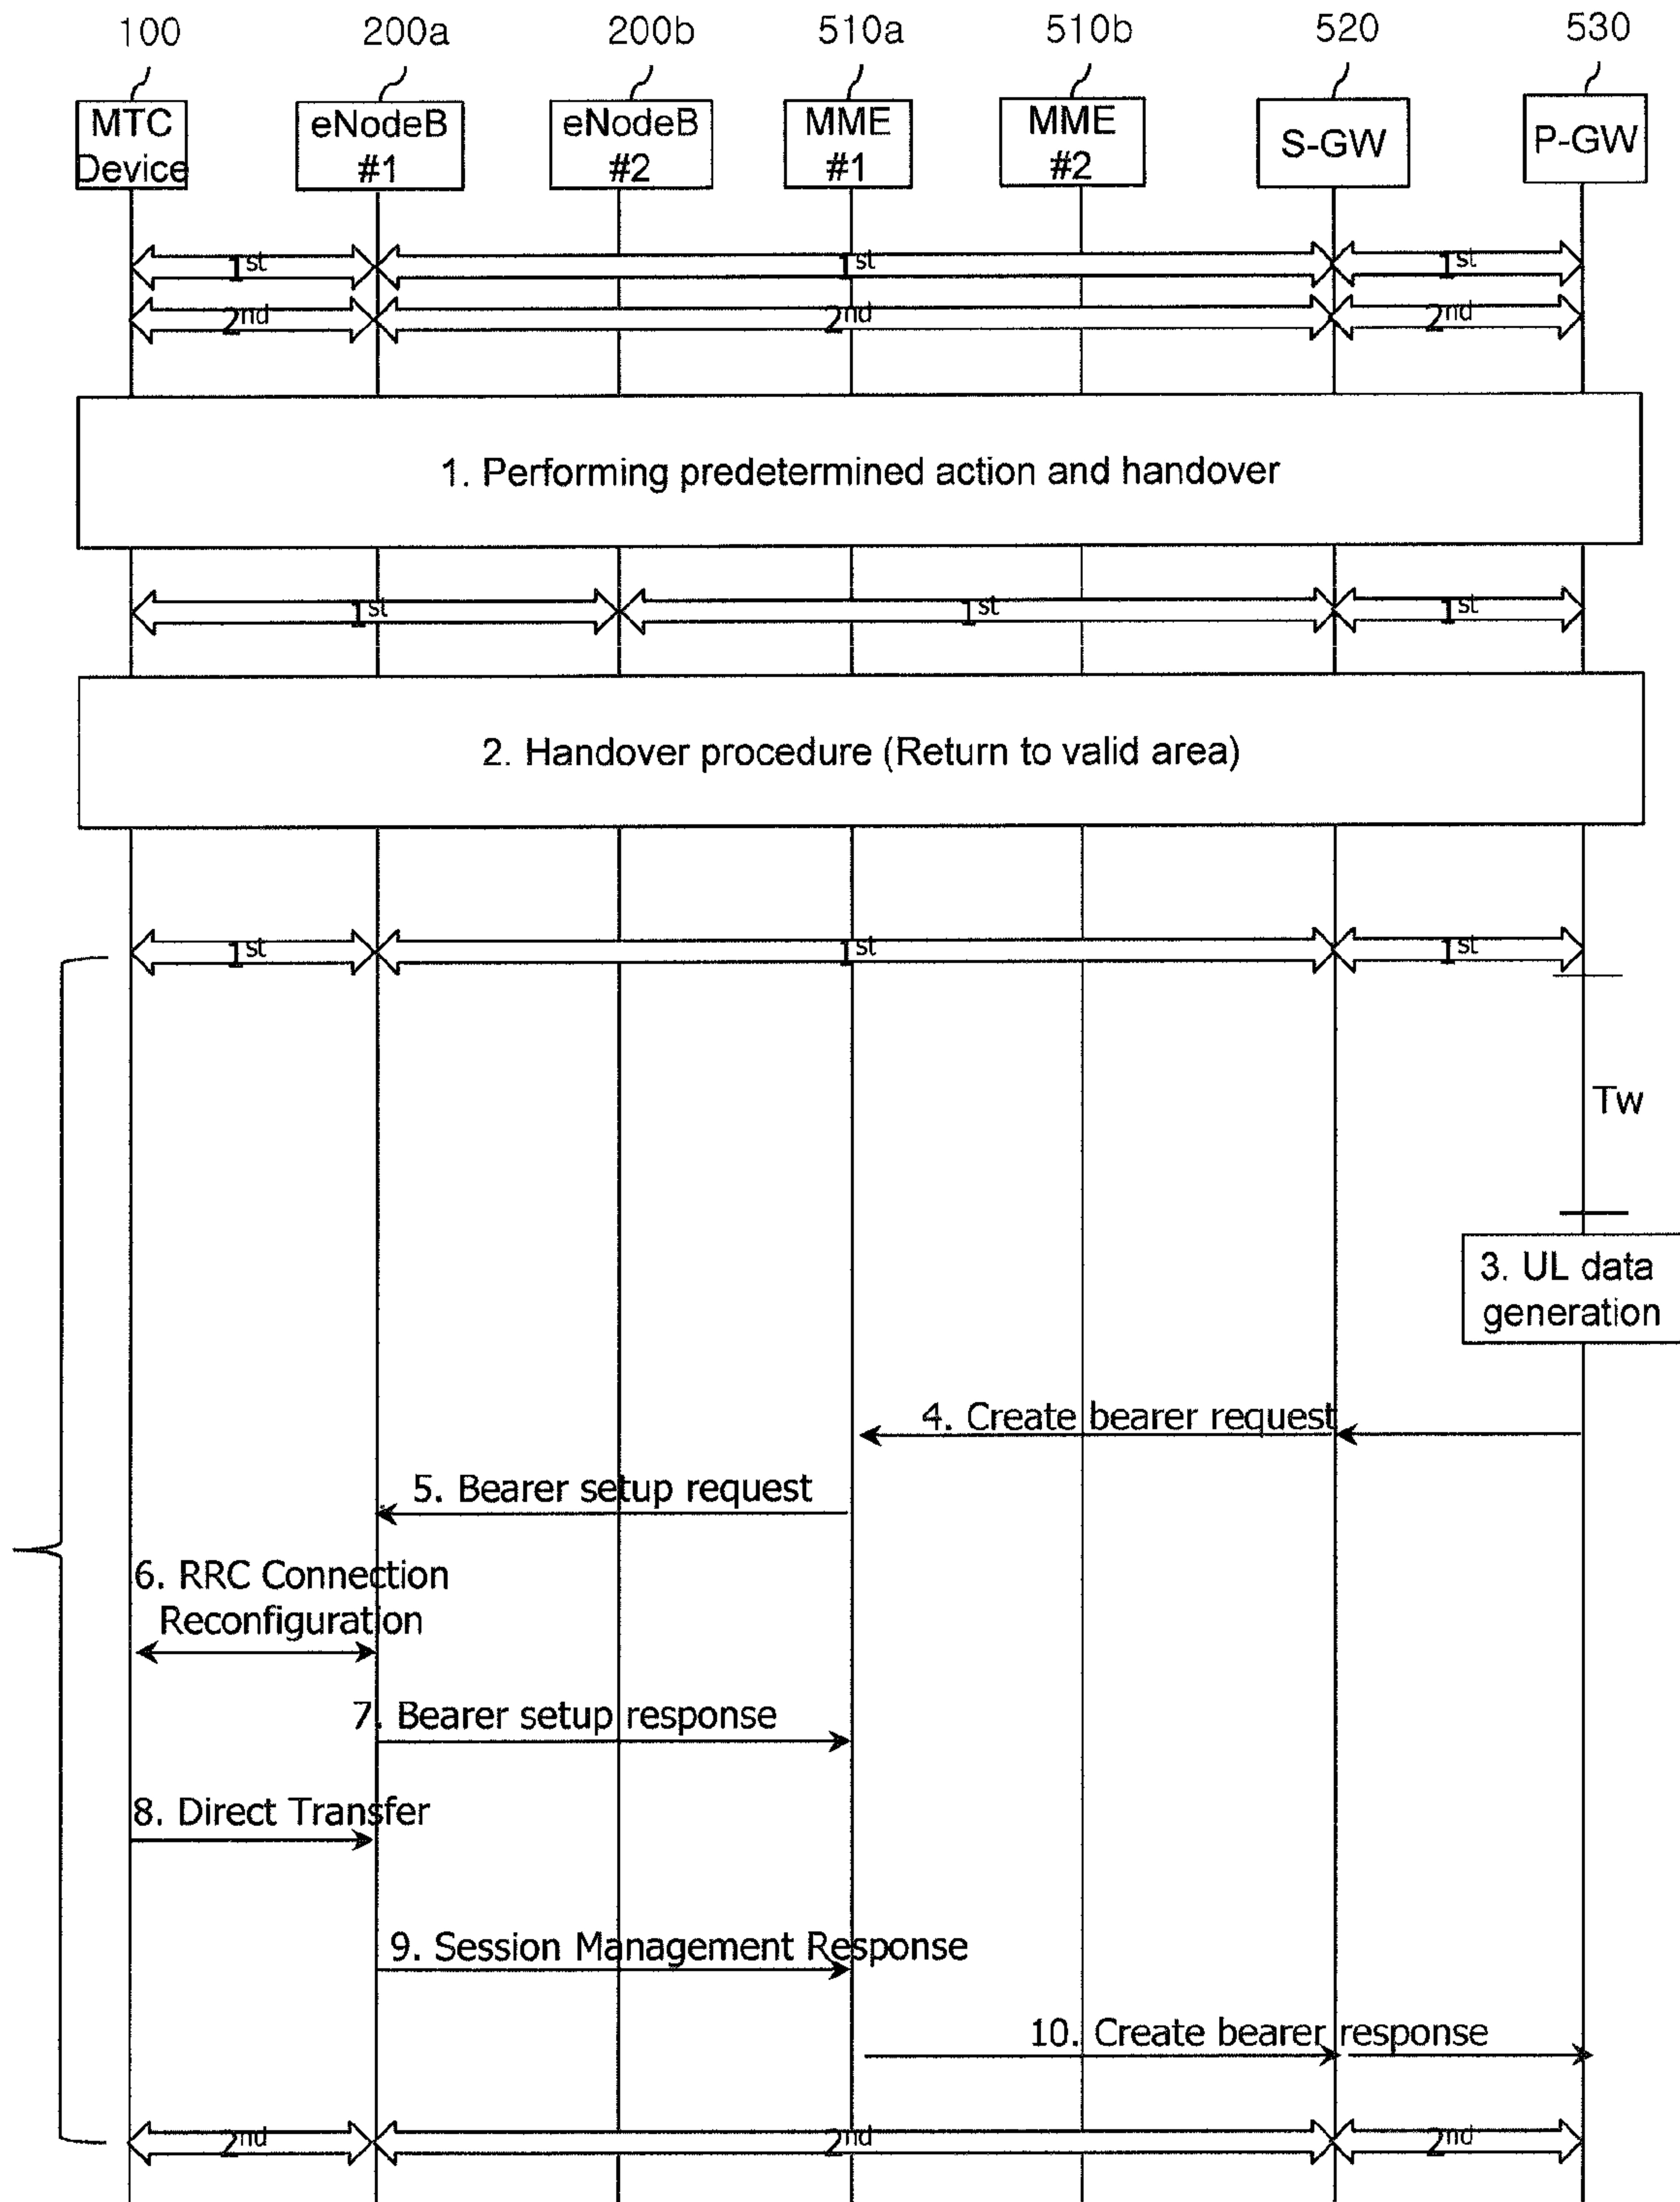 100 200a 200b 510a 510b 520 530
MTC Device
eNodeB #1
eNodeB #2
MME #1
MME #2
S-GW
P-GW
1st 1st 1st
2nd 2nd 2nd
1. Performing predetermined action and handover
1st 1st 1st
2. Handover procedure (Return to valid area)
1st 1st 1st
Tw
3. UL data
generation
4. Create bearer request
5. Bearer setup request
6. RRC Connection
Reconfiguration
7. Bearer setup response
8. Direct Transfer
9. Session Management Response
10. Create bearer response
2nd 2nd 2nd